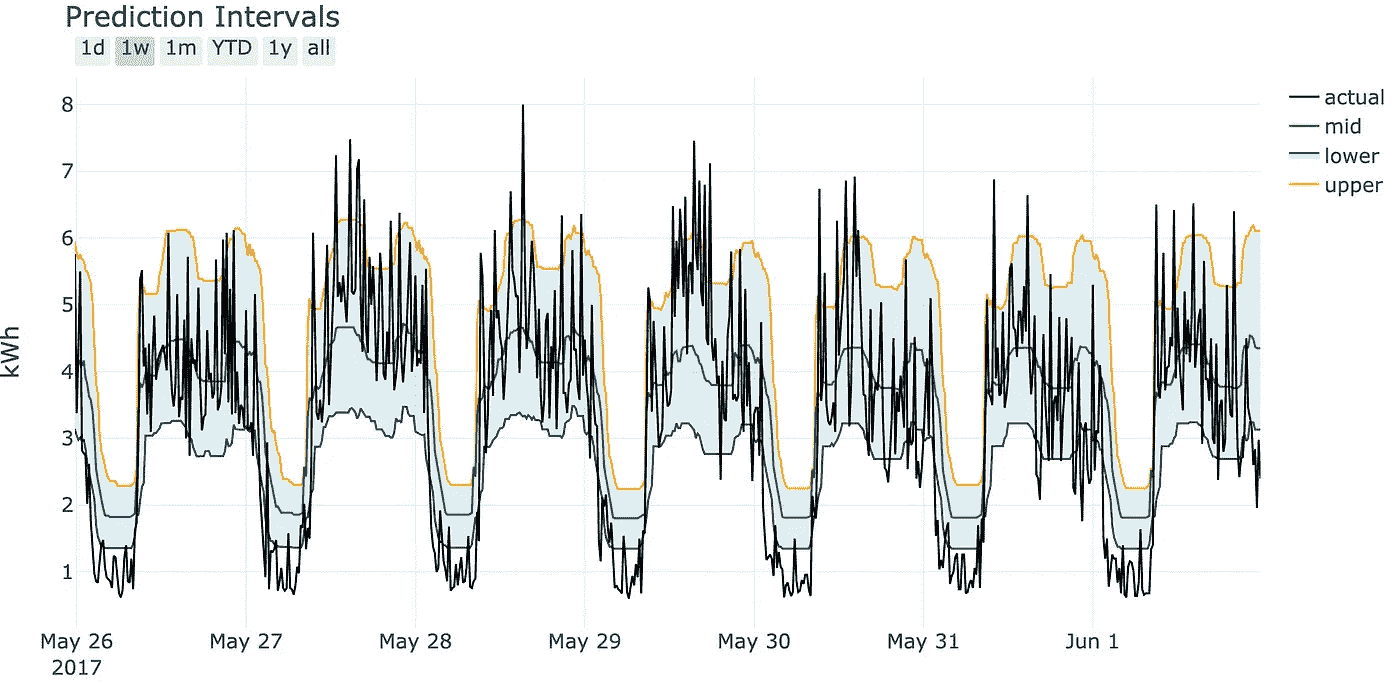 Prediction Intervals
1d 1w 1m YTD 1y all
8
7
6
5
4
3
2
1
kWh
May 26 May 27 May 28 May 29 May 30 May 31 Jun 1
2017
actual
mid
lower
upper